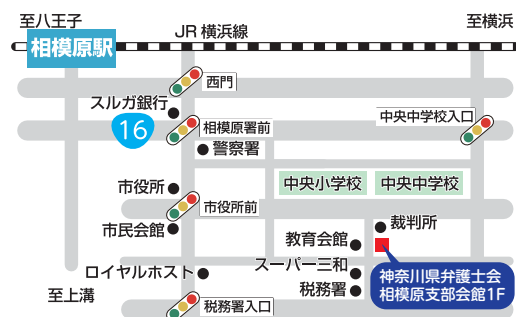 至八王子
JR 横浜線
至横浜
相模原駅
西門
スルガ銀行
16
相模原署前
中央中学校入口
警察署
市役所
中央小学校
中央中学校
市役所前
市民会館
裁判所
教育会館
ロイヤルホスト
スーパー三和
税務署
神奈川県弁護士会
相模原支部会館1F
至上溝
税務署入口